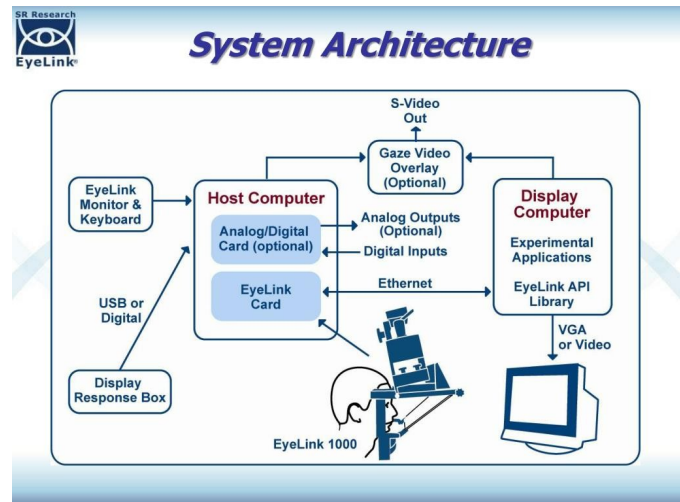 SR Research
EyeLink®
System Architecture
S-Video
Out
Gaze Video
Overlay
(Optional)
EyeLink
Monitor &
Keyboard
Host Computer
Analog/Digital
Card (optional)
EyeLink
Card
Analog Outputs
(Optional)
Digital Inputs
Ethernet
Display
Computer
Experimental
Applications
EyeLink API
Library
USB or
Digital
VGA
or Video
Display
Response Box
EyeLink 1000